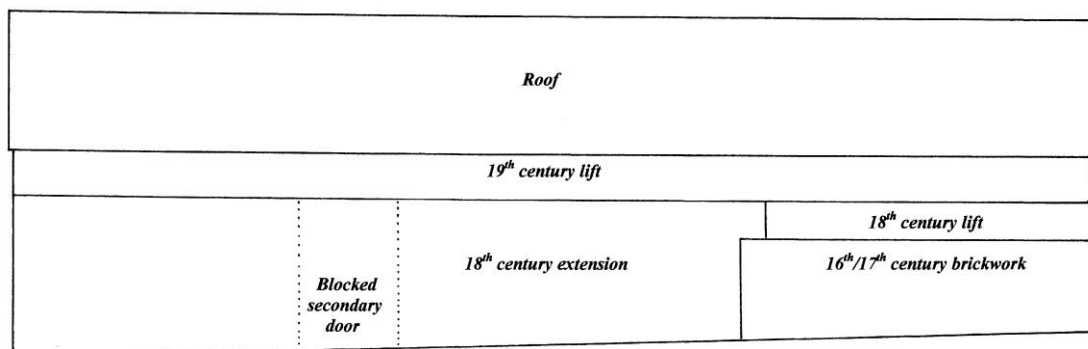 Roof
19th century lift
18th century lift
18th century extension
16th/17th century brickwork
Blocked
secondary
door